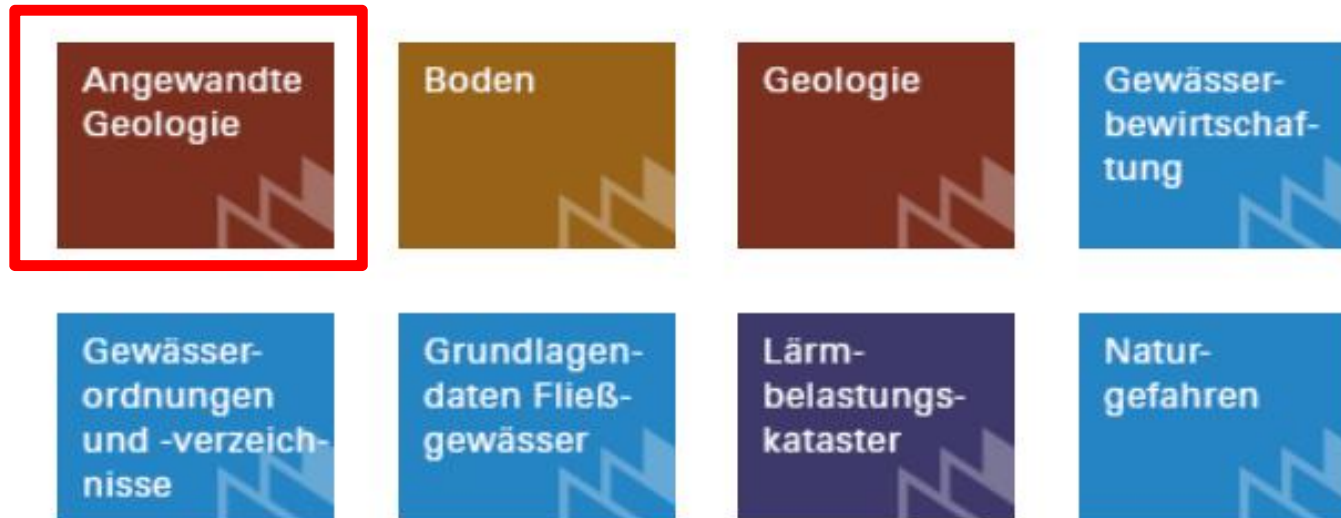 Angewandte
Geologie
Boden
Geologie
Gewässer-
bewirtschaf-
tung
Gewässer-
ordnungen
und -verzeich-
nisse
Grundlagen-
daten Fließ-
gewässer
Lärm-
belastungs-
kataster
Natur-
gefahren